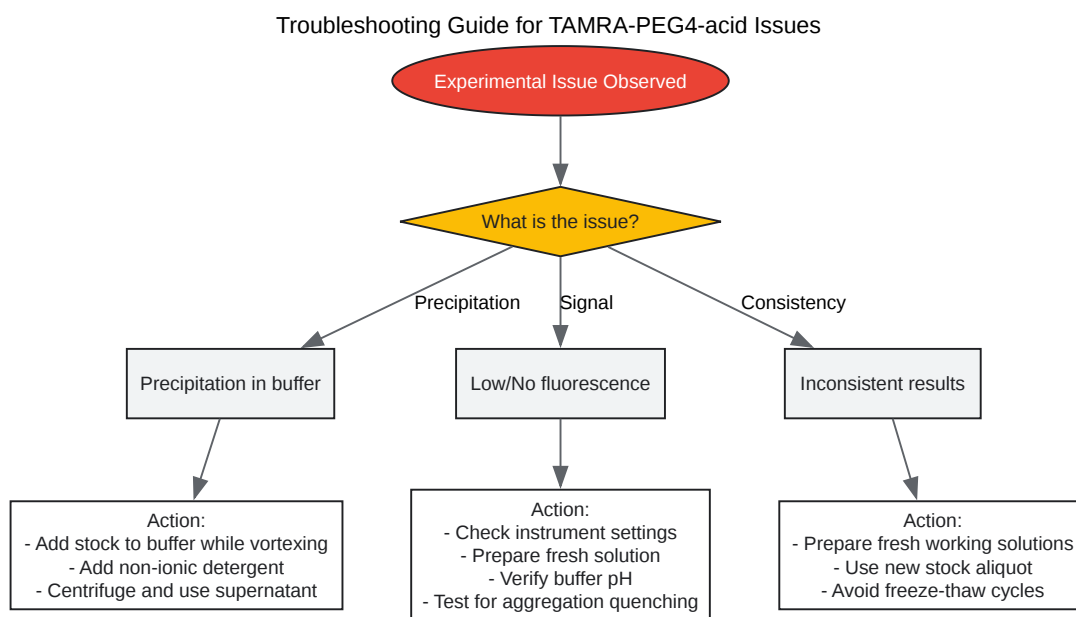 Troubleshooting Guide for TAMRA-PEG4-acid Issues
Experimental Issue Observed
What is the issue?
Precipitation
Signal
Consistency
Precipitation in buffer
Low/No fluorescence
Inconsistent results
Action:
- Add stock to buffer while vortexing
- Add non-ionic detergent
- Centrifuge and use supernatant
Action:
- Check instrument settings
- Prepare fresh solution
- Verify buffer pH
- Test for aggregation quenching
Action:
- Prepare fresh working solutions
- Use new stock aliquot
- Avoid freeze-thaw cycles